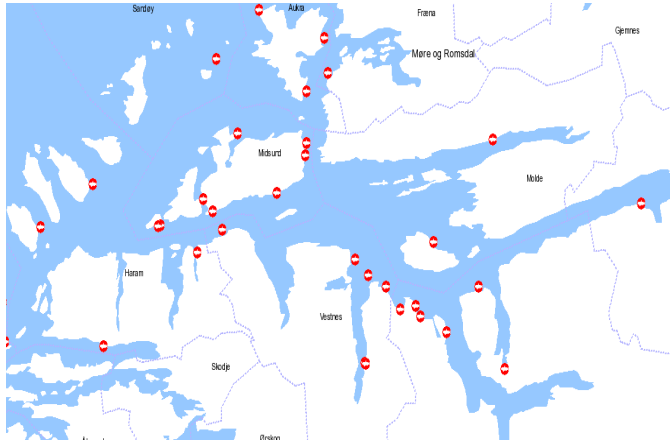 Sandøy
Aukra
Fræna
Gjemnes
Møre og Romsdal
Midsund
Molde
Haram
Vestnes
Skodje
Ørskog